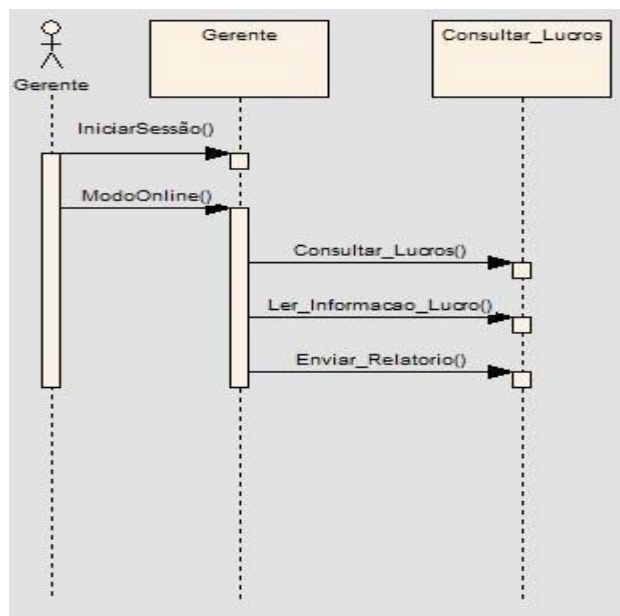 Gerente
Consultar_Lucros
Gerente
IniciarSessão()
ModoOnline()
Consultar_Lucros()
Ler_Informacao_Lucro()
Enviar_Relatorio()